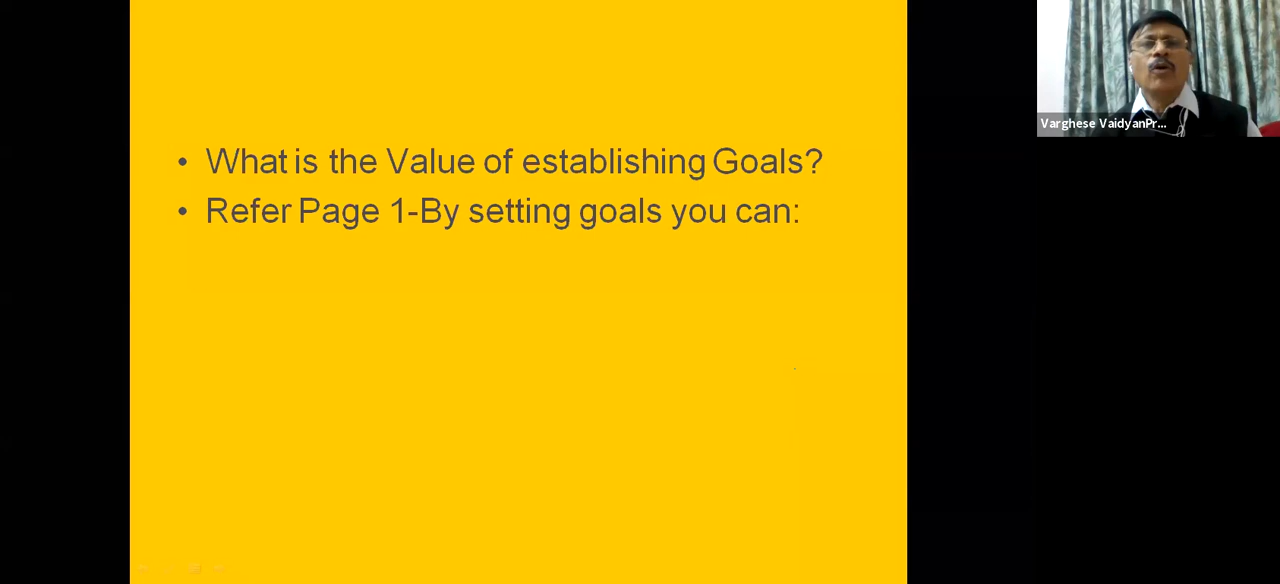 • What is the Value of establishing Goals?
• Refer Page 1-By setting goals you can:
Varghese VaidyanPr...